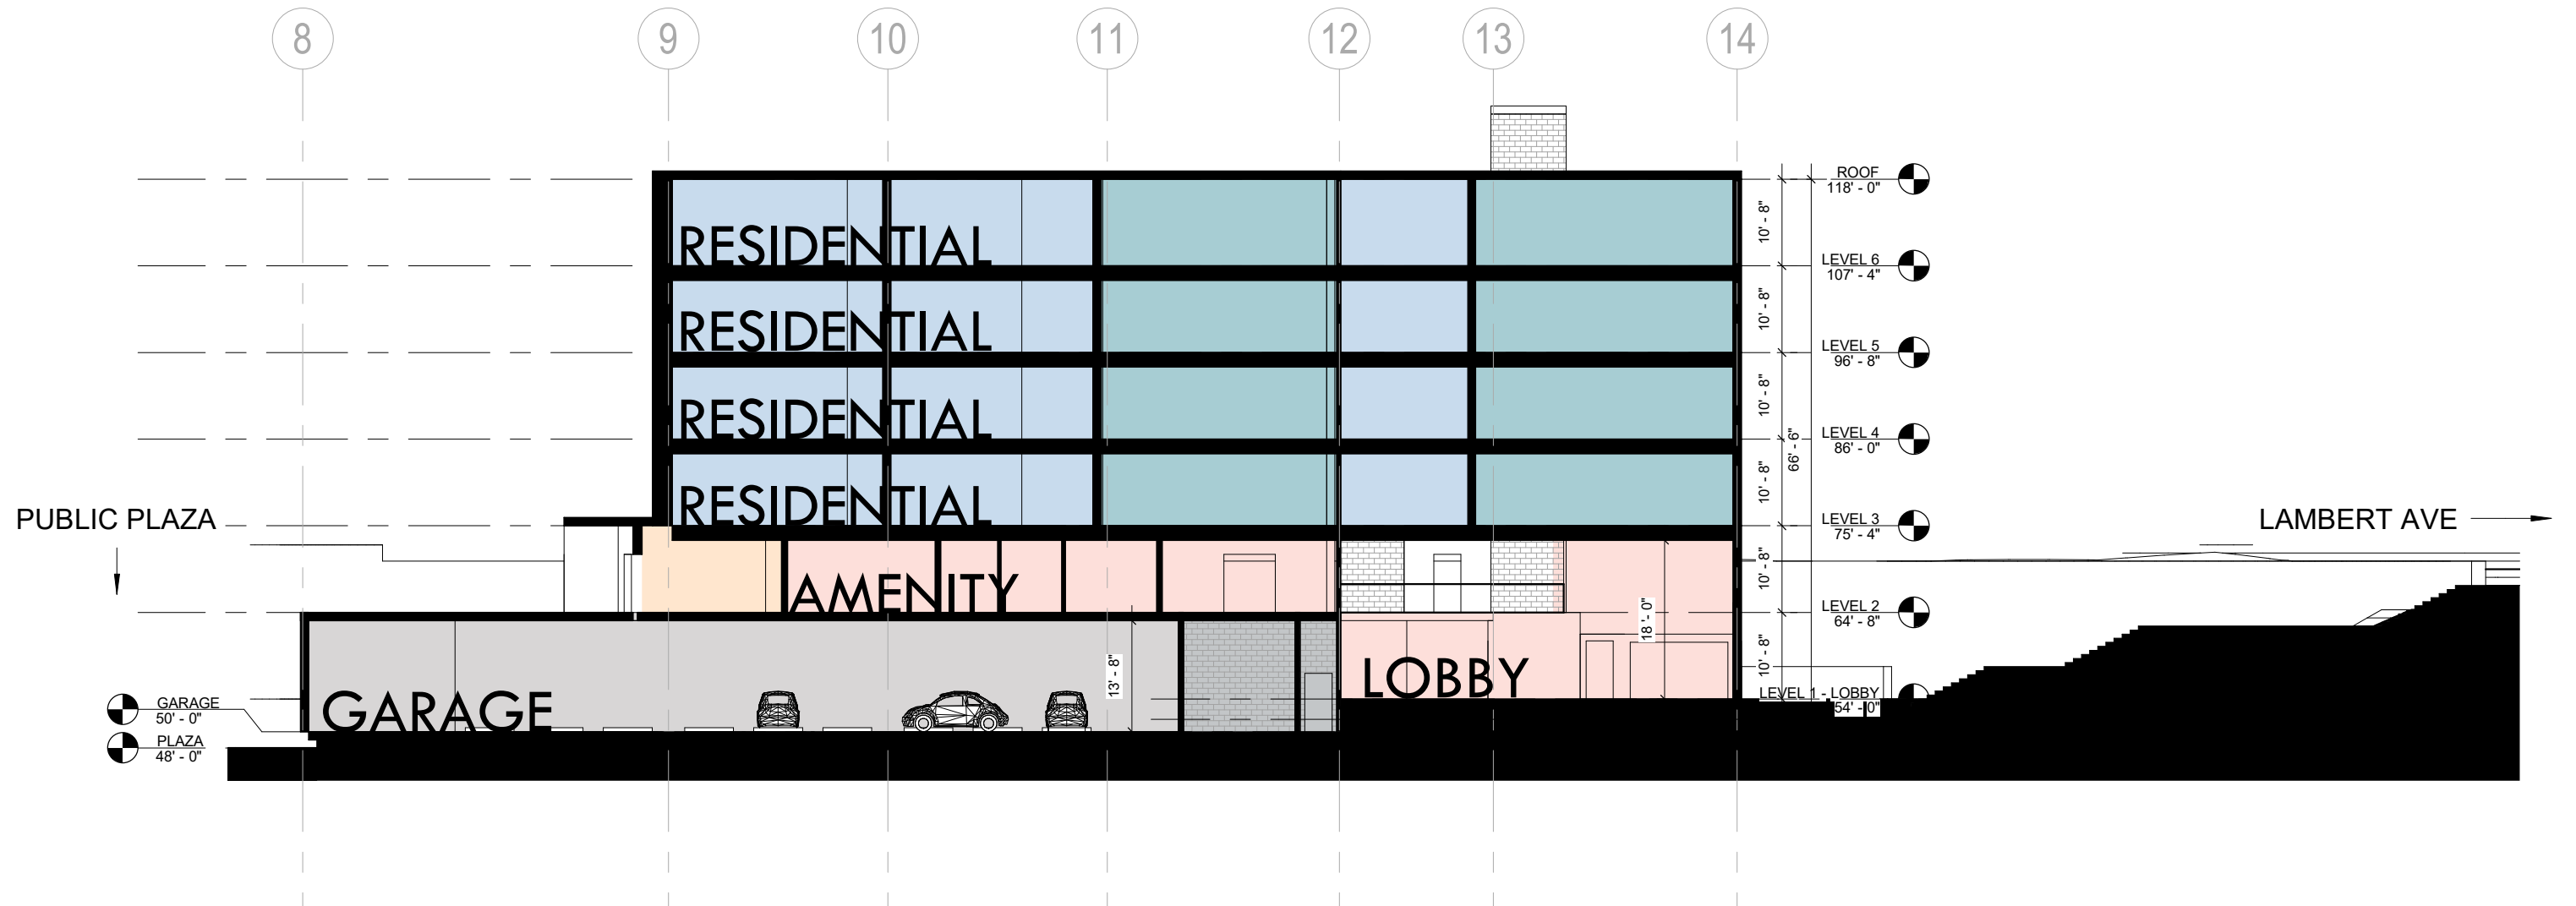 8
9
10
11
12
13
14
ROOF
118' - 0"
10' - 8"
RESIDENTIAL
LEVEL 6
107' - 4"
10' - 8"
RESIDENTIAL
LEVEL 5
96' - 8"
10' - 8"
RESIDENTIAL
LEVEL 4
86' - 0"
66' - 6"
10' - 8"
RESIDENTIAL
PUBLIC PLAZA
LEVEL 3
75' - 4"
LAMBERT AVE
10' - 8"
AMENITY
LEVEL 2
64' - 8"
18' - 0"
10' - 8"
13' - 8"
LOBBY
GARAGE
LEVEL 1 - LOBBY
54' - 0"
GARAGE
50' - 0"
PLAZA
48' - 0"